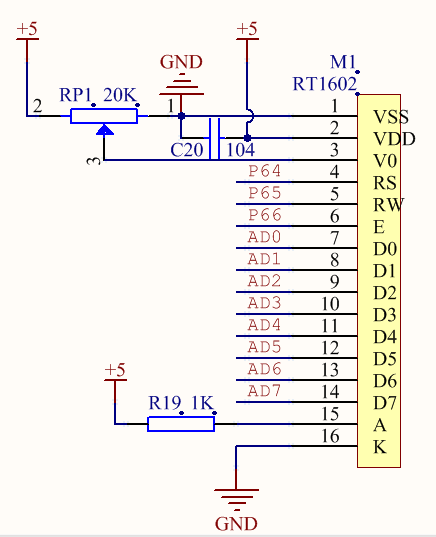 +5
+5
GND
M1
RT1602
RP1 20K
2
1
3
C20 104
1 VSS
2 VDD
3 V0
P64 4 RS
P65 5 RW
P66 6 E
AD0 7 D0
AD1 8 D1
AD2 9 D2
AD3 10 D3
AD4 11 D4
AD5 12 D5
AD6 13 D6
AD7 14 D7
+5
R19 1K
15 A
16 K
GND